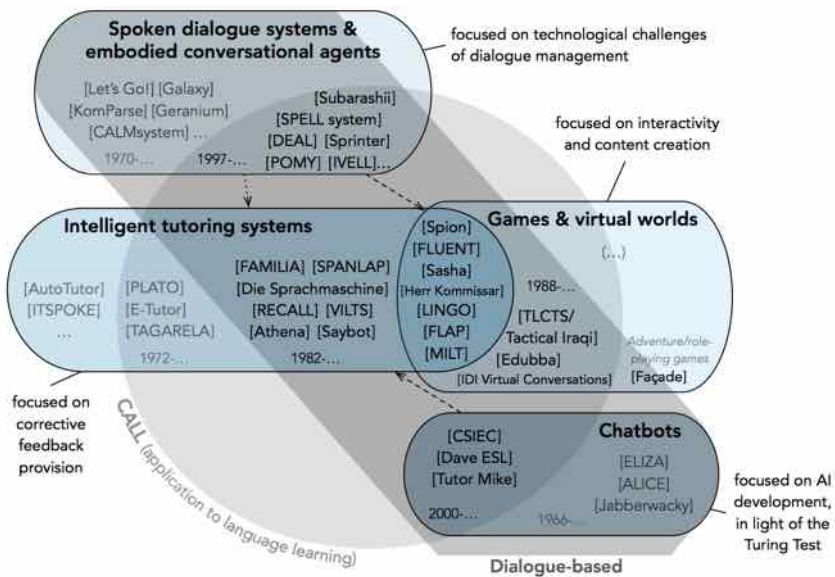 Spoken dialogue systems &
embodied conversational agents
focused on technological challenges
of dialogue management
[Let's Go!] [Galaxy]
[KomParse] [Geranium]
[CALMsystem] ...
1970-...
1997-...
[Subarashii]
[SPELL system]
[DEAL] [Sprinter]
[POMY] [IVELL]...
focused on interactivity
and content creation
Intelligent tutoring systems
[AutoTutor]
[ITSPOKE]
...
[PLATO]
[E-Tutor]
[TAGARELA]
1972-...
[FAMILIA] [SPANLAP]
[Die Sprachmaschine]
[RECALL] [VILTS]
[Athena] [Saybot]
1982-...
[Spion]
[FLUENT]
[Sasha]
[Herr Kommissar]
[LINGO]
[FLAP]
[MILT]
Games & virtual worlds
(...)
1988-...
[TLCTS/
Tactical Iraqi]
[Edubba]
[IDI Virtual Conversations]
Adventure/role-
playing games
[Façade]
focused on
corrective
feedback
provision
CALL (application to language learning)
Chatbots
[CSIEC]
[Dave ESL]
[Tutor Mike]
2000-...
[ELIZA]
[ALICE]
[Jabberwacky]
1966-...
focused on AI
development,
in light of the
Turing Test
Dialogue-based